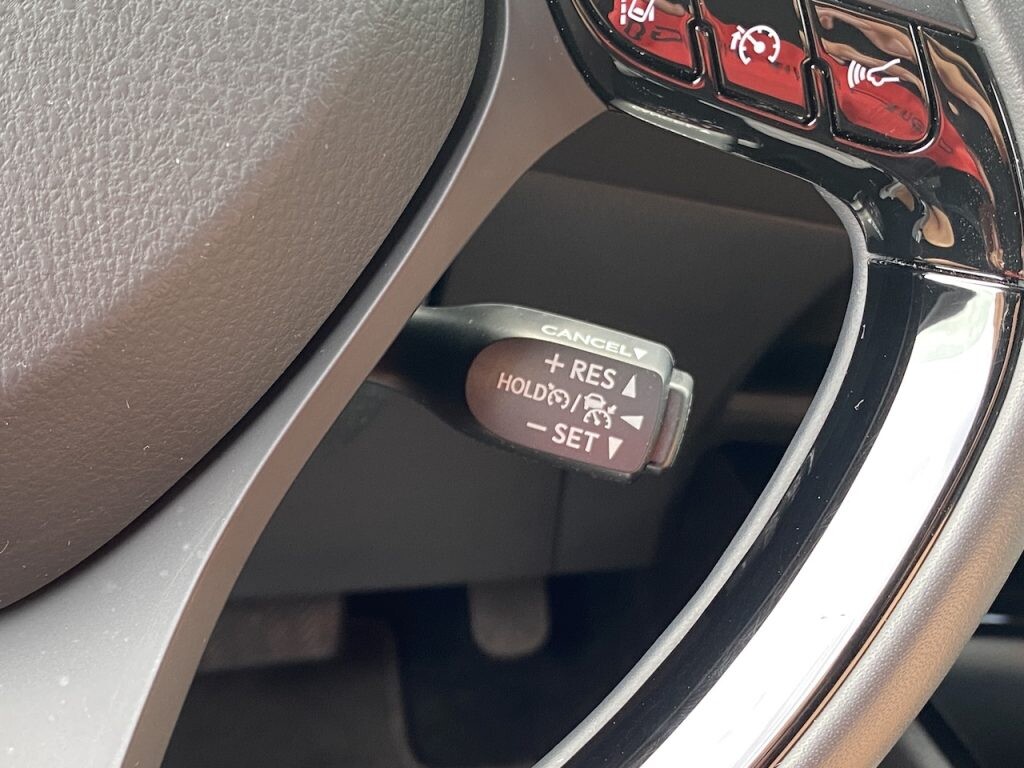 CANCEL▼
+ RES ▲
HOLD /
− SET ▼